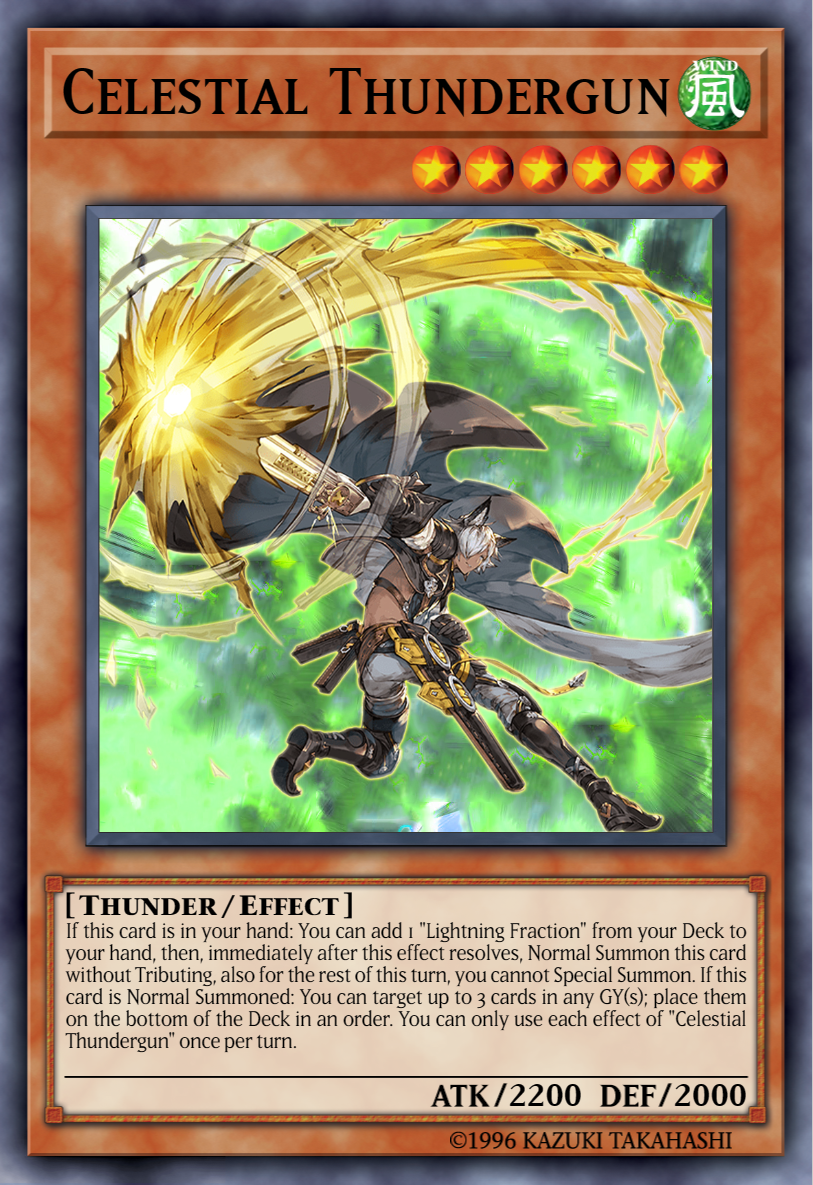 Celestial Thundergun
WIND
風
[Thunder/Effect]
If this card is in your hand: You can add 1 "Lightning Fraction" from your Deck to
your hand, then, immediately after this effect resolves, Normal Summon this card
without Tributing, also for the rest of this turn, you cannot Special Summon. If this
card is Normal Summoned: You can target up to 3 cards in any GY(s); place them
on the bottom of the Deck in an order. You can only use each effect of "Celestial
Thundergun" once per turn.
ATK/2200 DEF/2000
©1996 KAZUKI TAKAHASHI